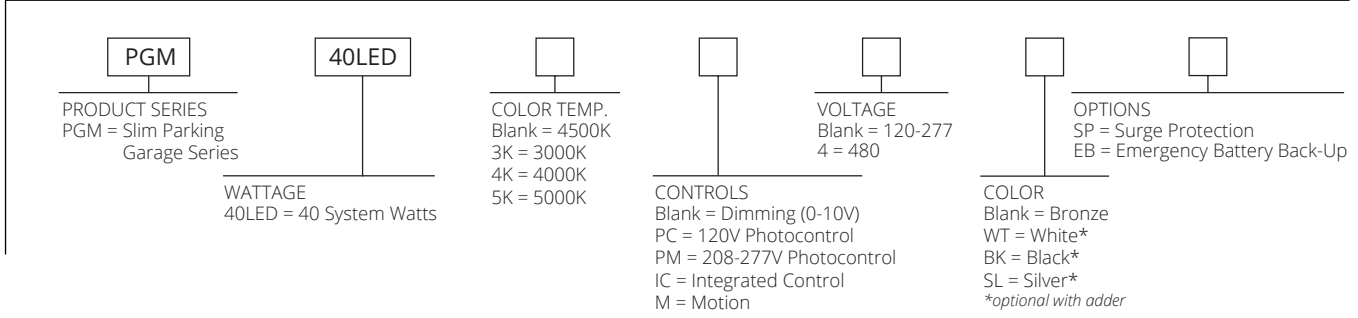 PGM
40LED
PRODUCT SERIES
PGM = Slim Parking
Garage Series
WATTAGE
40LED = 40 System Watts
COLOR TEMP.
Blank = 4500K
3K = 3000K
4K = 4000K
5K = 5000K
CONTROLS
Blank = Dimming (0-10V)
PC = 120V Photocontrol
PM = 208-277V Photocontrol
IC = Integrated Control
M = Motion
VOLTAGE
Blank = 120-277
4 = 480
COLOR
Blank = Bronze
WT = White*
BK = Black*
SL = Silver*
*optional with adder
OPTIONS
SP = Surge Protection
EB = Emergency Battery Back-Up